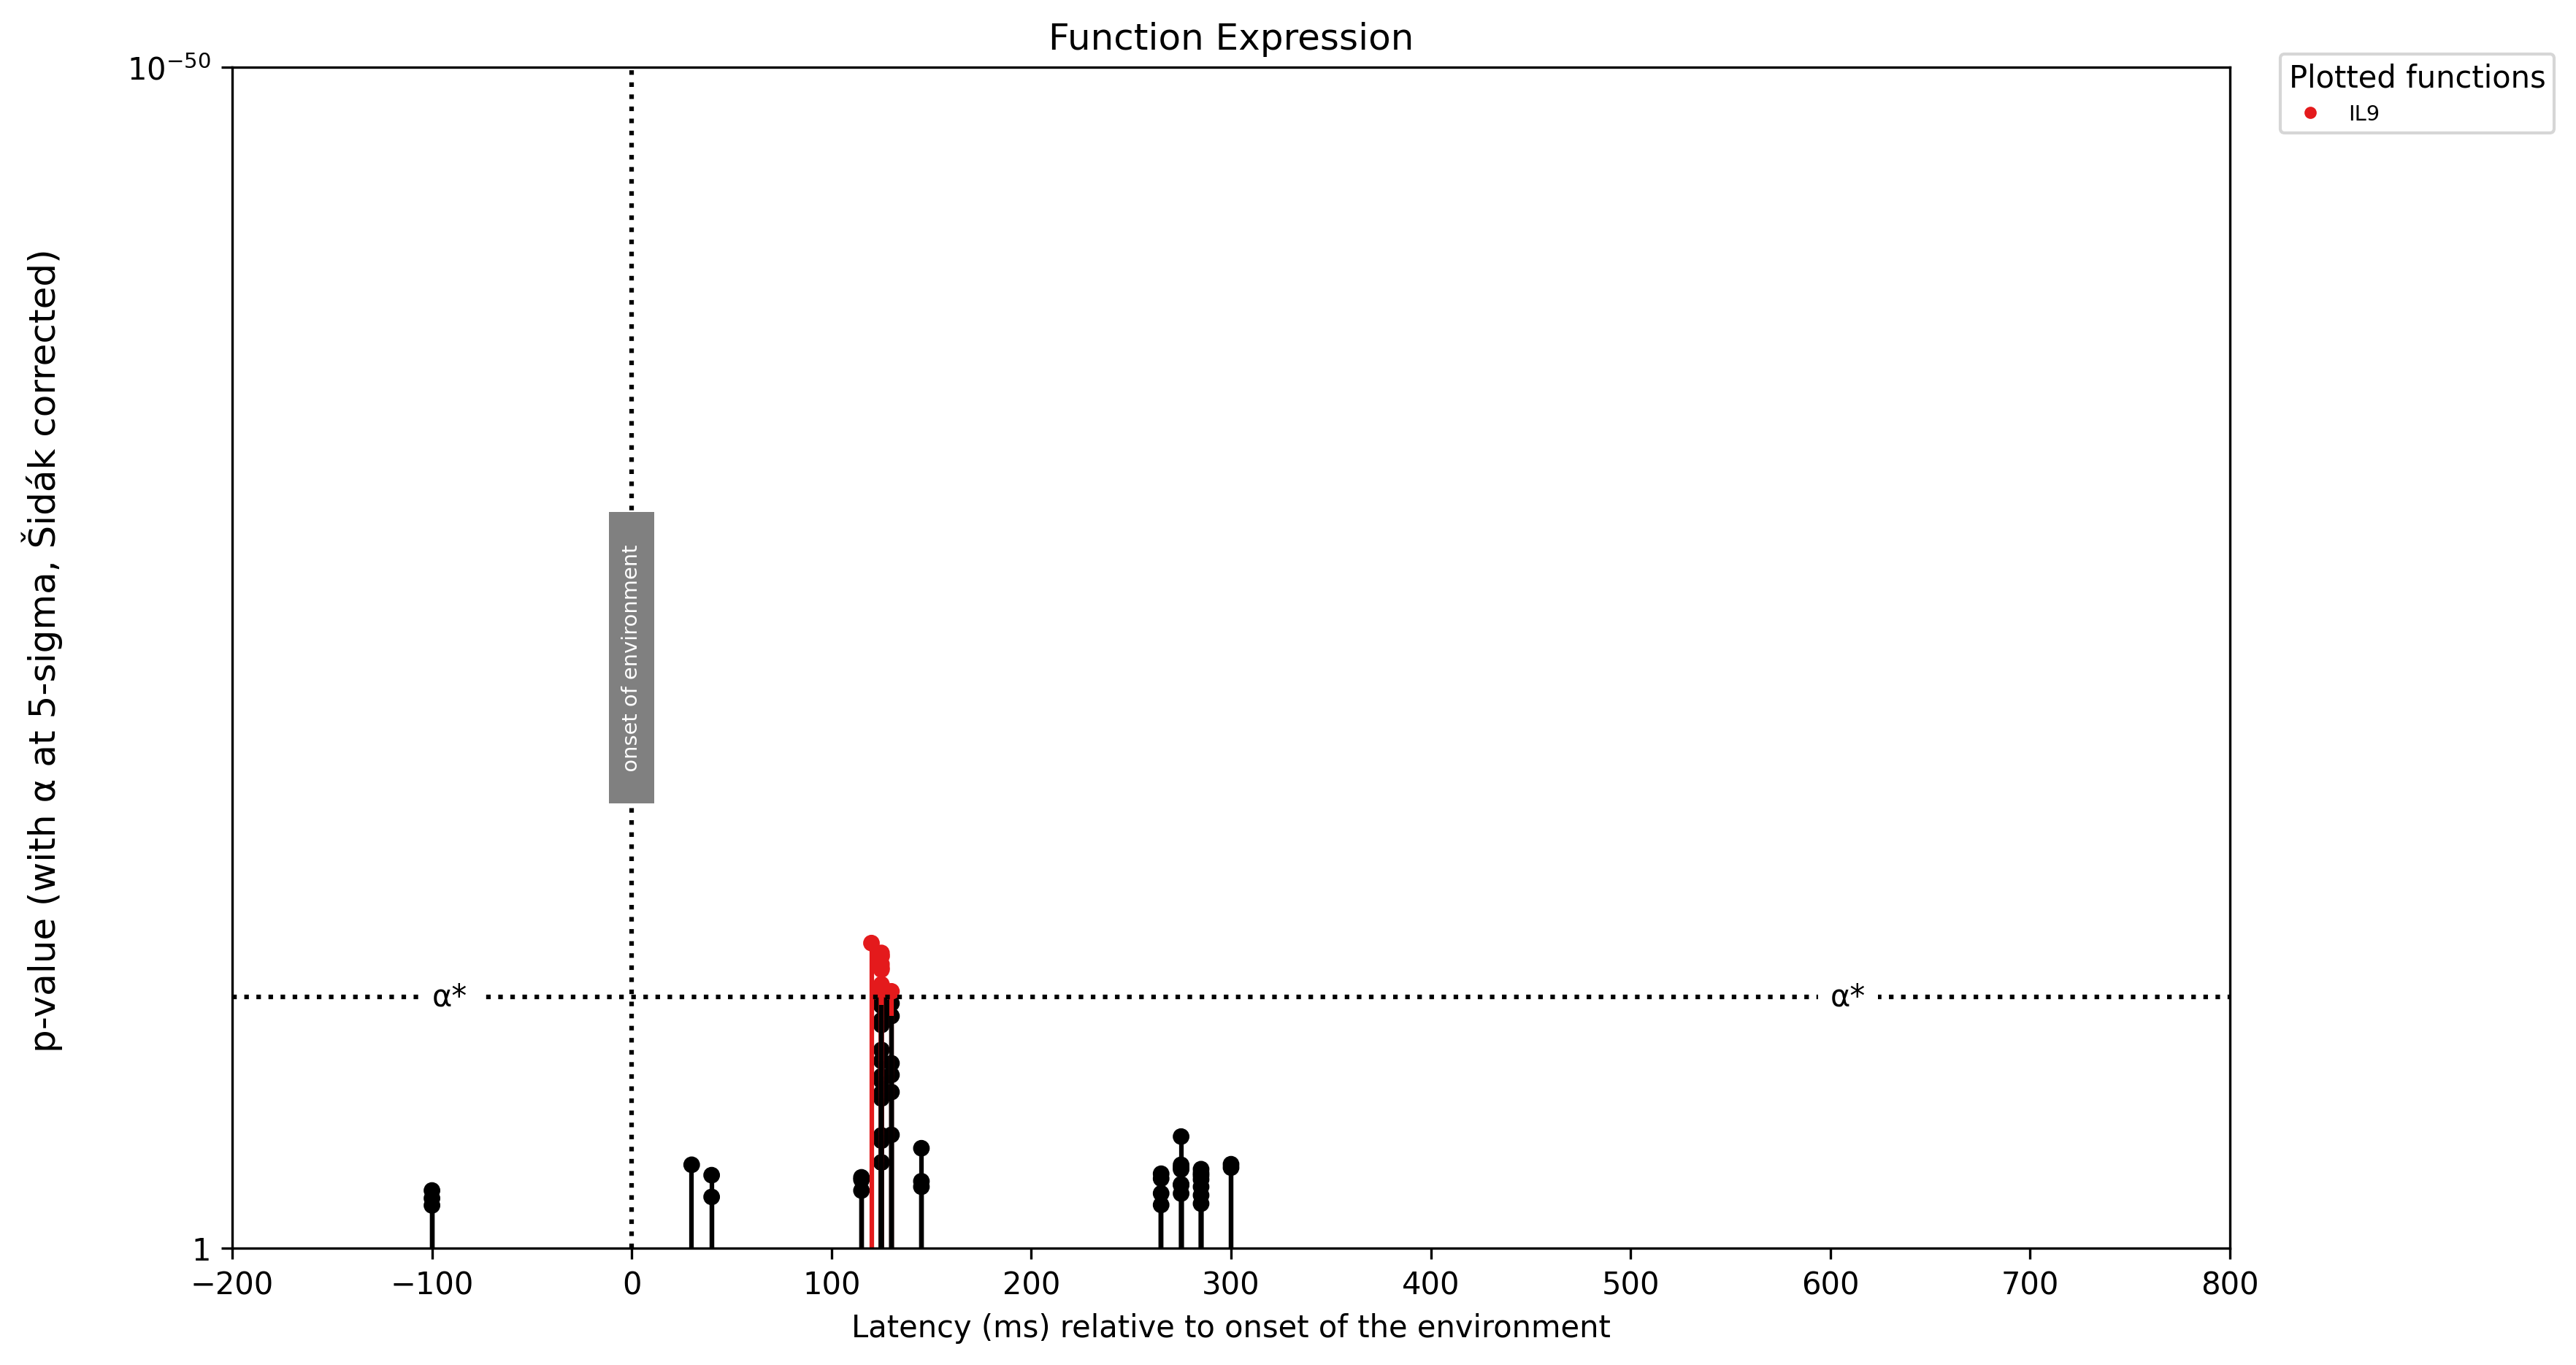 Function Expression
10⁻⁵⁰
Plotted functions
IL9
p-value (with α at 5-sigma, Šidák corrected)
onset of environment
α*
α*
1
−200 −100 0 100 200 300 400 500 600 700 800
Latency (ms) relative to onset of the environment